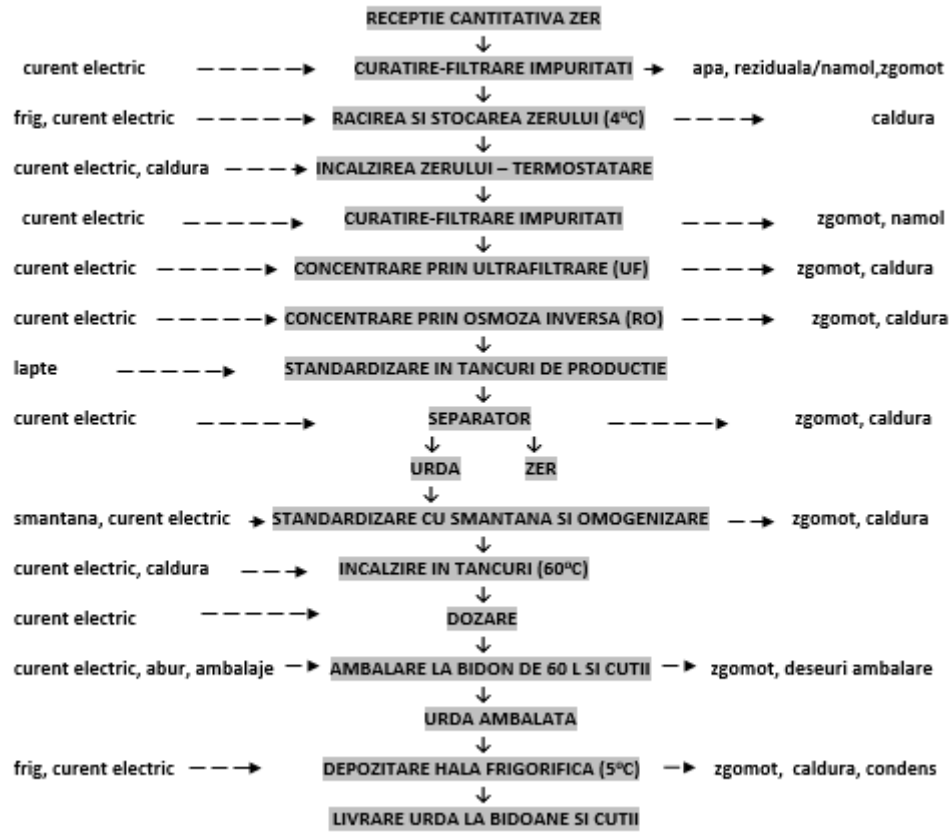 RECEPTIE CANTITATIVA ZER
curent electric CURATIRE-FILTRARE IMPURITATI apa, reziduala/namol,zgomot
frig, curent electric RACIREA SI STOCAREA ZERULUI (4ºC) caldura
curent electric, caldura INCALZIREA ZERULUI – TERMOSTATARE
curent electric CURATIRE-FILTRARE IMPURITATI zgomot, namol
curent electric CONCENTRARE PRIN ULTRAFILTRARE (UF) zgomot, caldura
curent electric CONCENTRARE PRIN OSMOZA INVERSA (RO) zgomot, caldura
lapte STANDARDIZARE IN TANCURI DE PRODUCTIE
curent electric SEPARATOR zgomot, caldura
URDA ZER
smantana, curent electric STANDARDIZARE CU SMANTANA SI OMOGENIZARE zgomot, caldura
curent electric, caldura INCALZIRE IN TANCURI (60ºC)
curent electric DOZARE
curent electric, abur, ambalaje AMBALARE LA BIDON DE 60 L SI CUTII zgomot, deseuri ambalare
URDA AMBALATA
frig, curent electric DEPOZITARE HALA FRIGORIFICA (5ºC) zgomot, caldura, condens
LIVRARE URDA LA BIDOANE SI CUTII